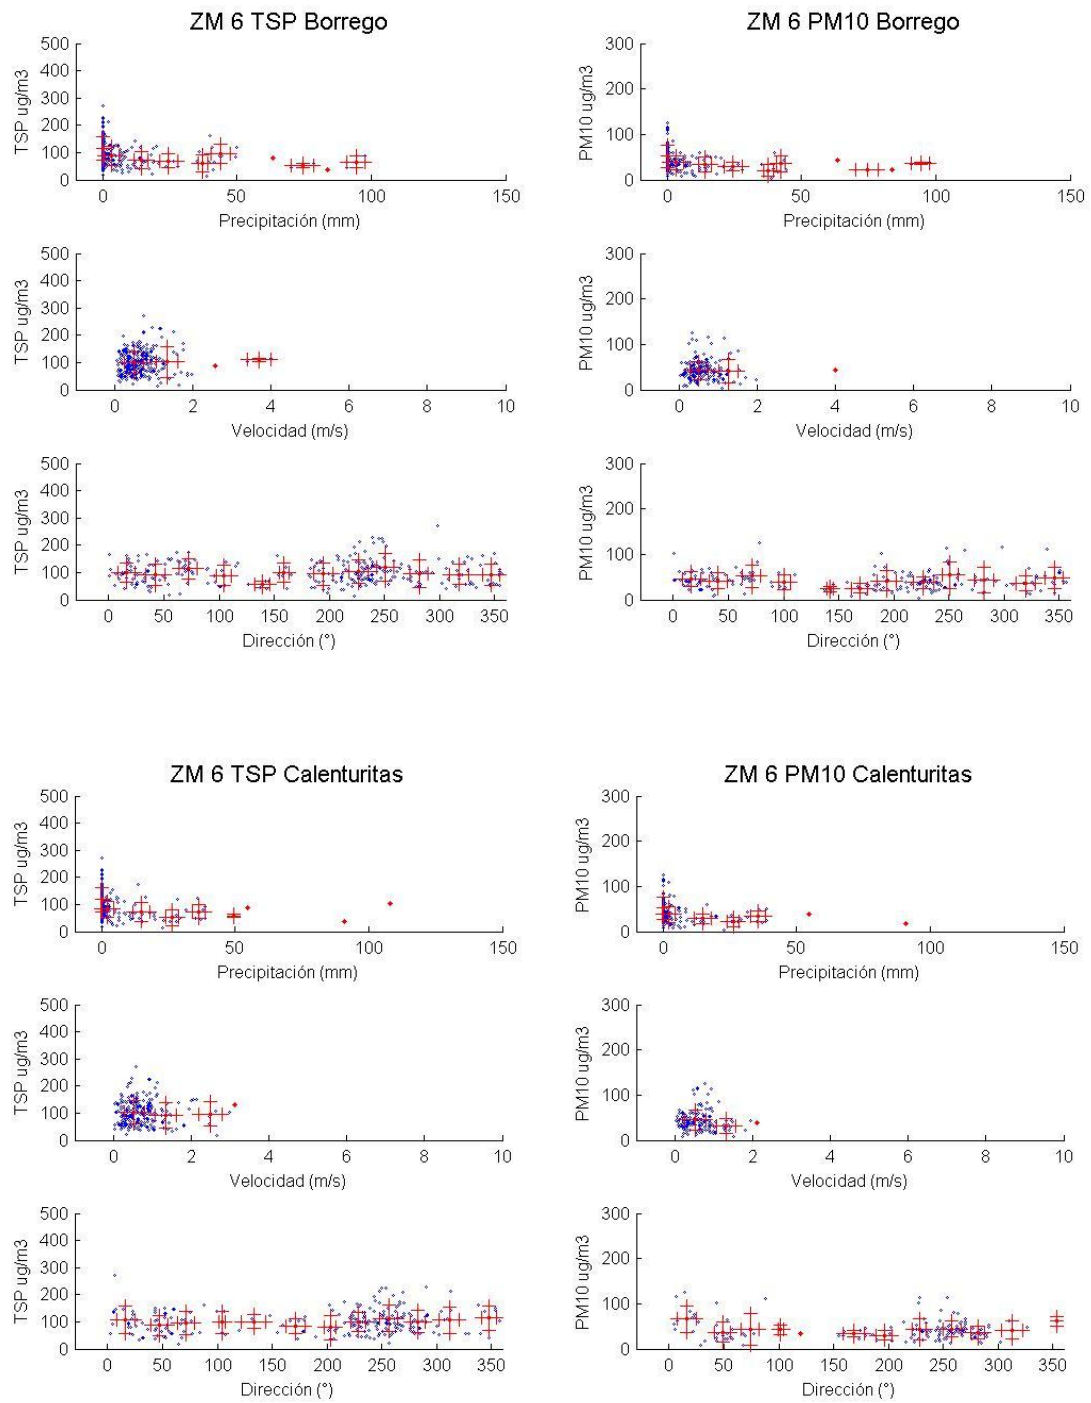 ZM 6 TSP Borrego
500
400
300
200
100
0
TSP ug/m3
0 50 100 150
Precipitación (mm)
500
400
300
200
100
0
TSP ug/m3
0 2 4 6 8 10
Velocidad (m/s)
500
400
300
200
100
0
TSP ug/m3
0 50 100 150 200 250 300 350
Dirección (°)
ZM 6 PM10 Borrego
300
200
100
0
PM10 ug/m3
0 50 100 150
Precipitación (mm)
300
200
100
0
PM10 ug/m3
0 2 4 6 8 10
Velocidad (m/s)
300
200
100
0
PM10 ug/m3
0 50 100 150 200 250 300 350
Dirección (°)
ZM 6 TSP Calenturitas
500
400
300
200
100
0
TSP ug/m3
0 50 100 150
Precipitación (mm)
500
400
300
200
100
0
TSP ug/m3
0 2 4 6 8 10
Velocidad (m/s)
500
400
300
200
100
0
TSP ug/m3
0 50 100 150 200 250 300 350
Dirección (°)
ZM 6 PM10 Calenturitas
300
200
100
0
PM10 ug/m3
0 50 100 150
Precipitación (mm)
300
200
100
0
PM10 ug/m3
0 2 4 6 8 10
Velocidad (m/s)
300
200
100
0
PM10 ug/m3
0 50 100 150 200 250 300 350
Dirección (°)